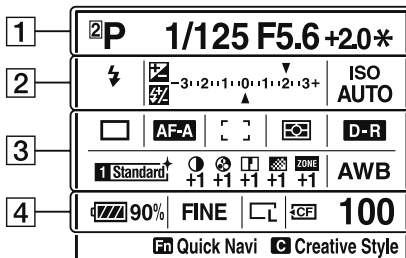 1 2P 1/125 F5.6 +2.0*
2 -3··2··1··0··1··2··3+ ISO AUTO
3 AF-A D-R
1 Standard+ +1 +1 +1 +1 ZONE +1 AWB
4 90% FINE L CF 100
Fn Quick Navi C Creative Style